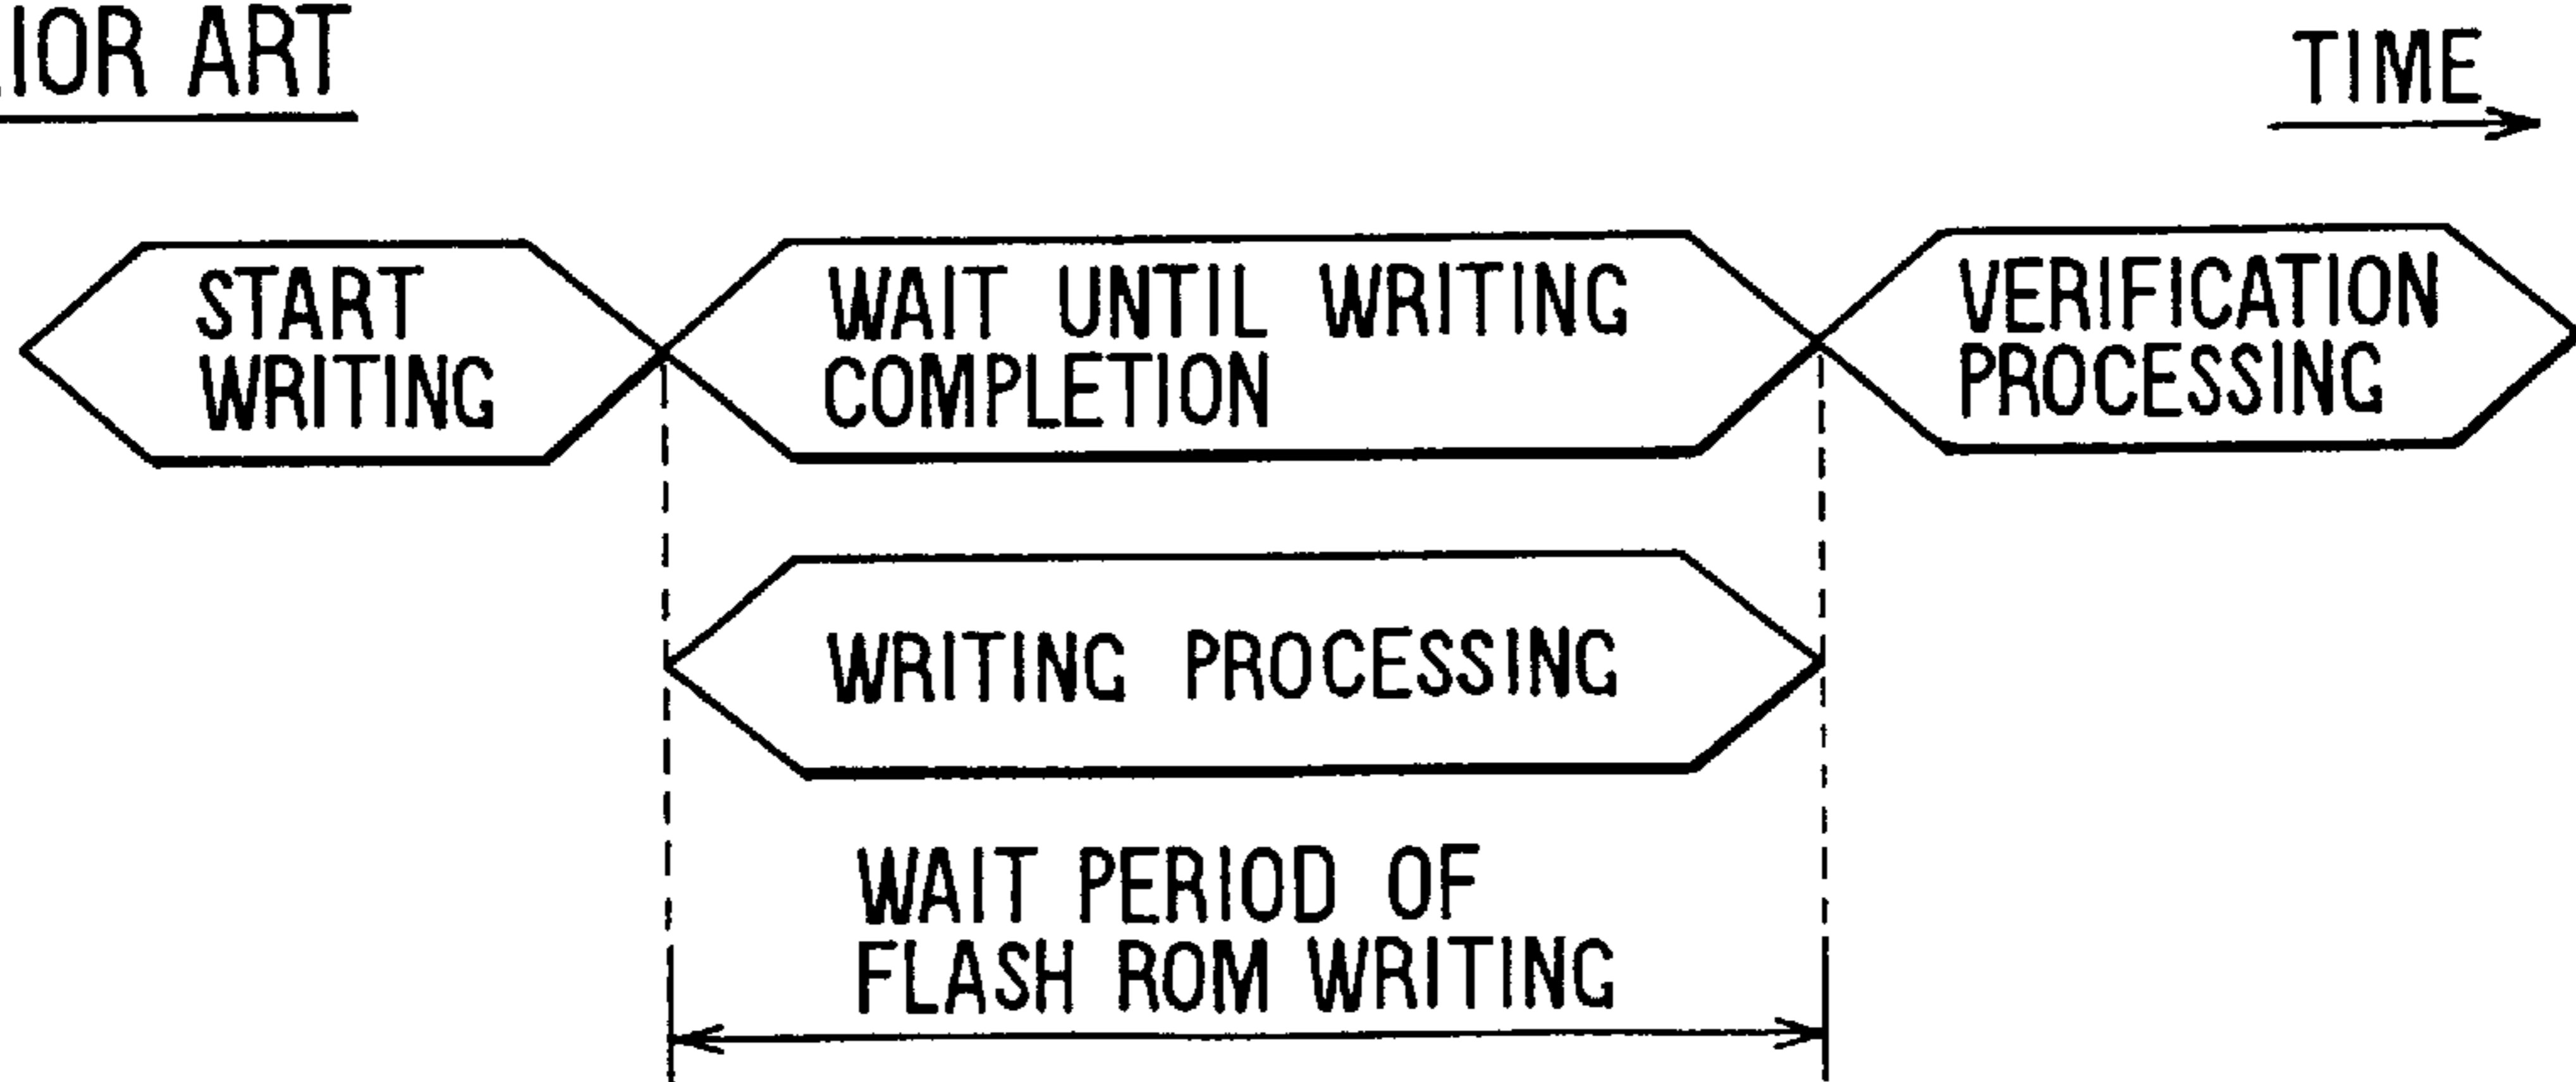 IOR ART
TIME
START
WRITING
WAIT UNTIL WRITING
COMPLETION
VERIFICATION
PROCESSING
WRITING PROCESSING
WAIT PERIOD OF
FLASH ROM WRITING